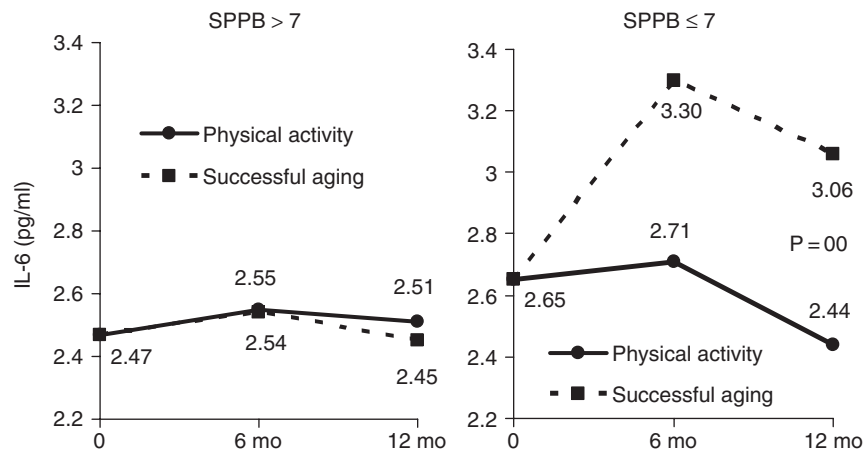 SPPB > 7
3.4
3.2
3
2.8
2.6
2.4
2.2
IL-6 (pg/ml)
Physical activity
Successful aging
2.47
2.55
2.54
2.51
2.45
0
6 mo
12 mo
SPPB ≤ 7
3.4
3.2
3
2.8
2.6
2.4
2.2
3.30
3.06
P = 00
2.71
2.65
2.44
Physical activity
Successful aging
0
6 mo
12 mo